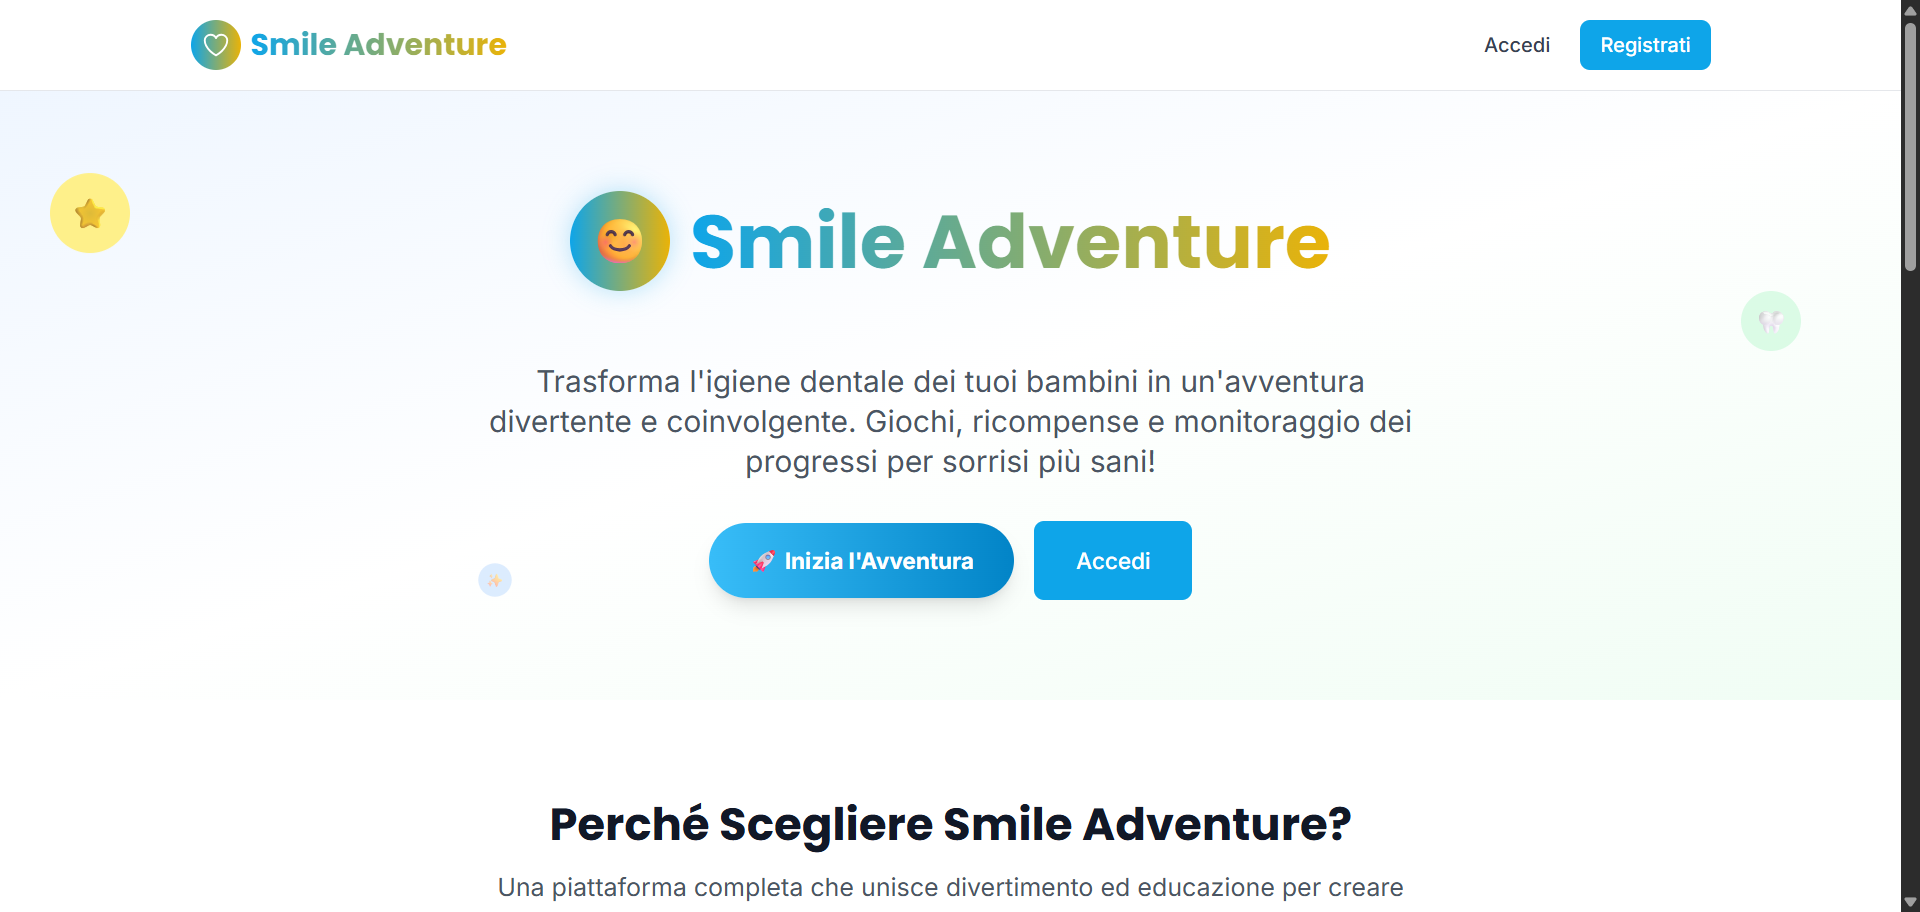 Smile Adventure
Accedi
Registrati
Smile Adventure
Trasforma l'igiene dentale dei tuoi bambini in un'avventura
divertente e coinvolgente. Giochi, ricompense e monitoraggio dei
progressi per sorrisi più sani!
🚀 Inizia l'Avventura
Accedi
Perché Scegliere Smile Adventure?
Una piattaforma completa che unisce divertimento ed educazione per creare